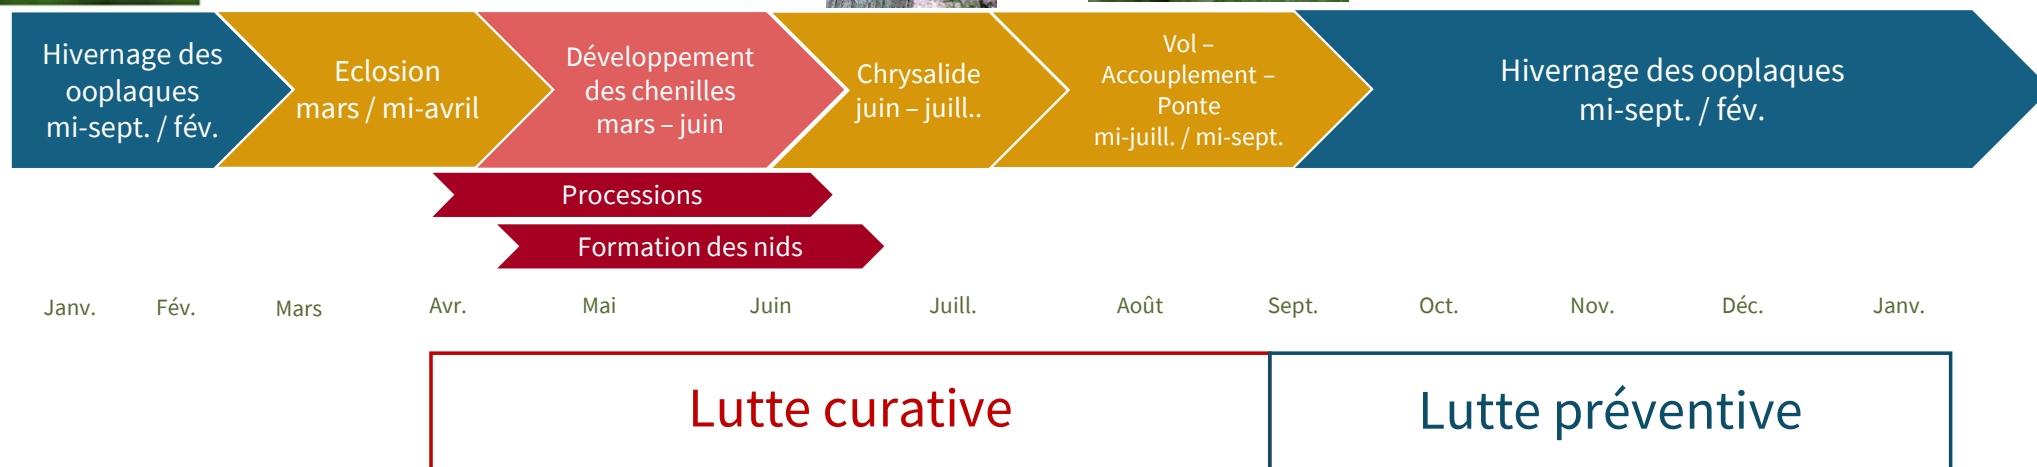 Hivernage des
ooplaques
mi-sept. / fév.
Eclosion
mars / mi-avril
Développement
des chenilles
mars – juin
Chrysalide
juin – juill..
Vol –
Accouplement –
Ponte
mi-juill. / mi-sept.
Hivernage des ooplaques
mi-sept. / fév.
Processions
Formation des nids
Janv. Fév. Mars Avr. Mai Juin Juill. Août Sept. Oct. Nov. Déc. Janv.
Lutte curative
Lutte préventive